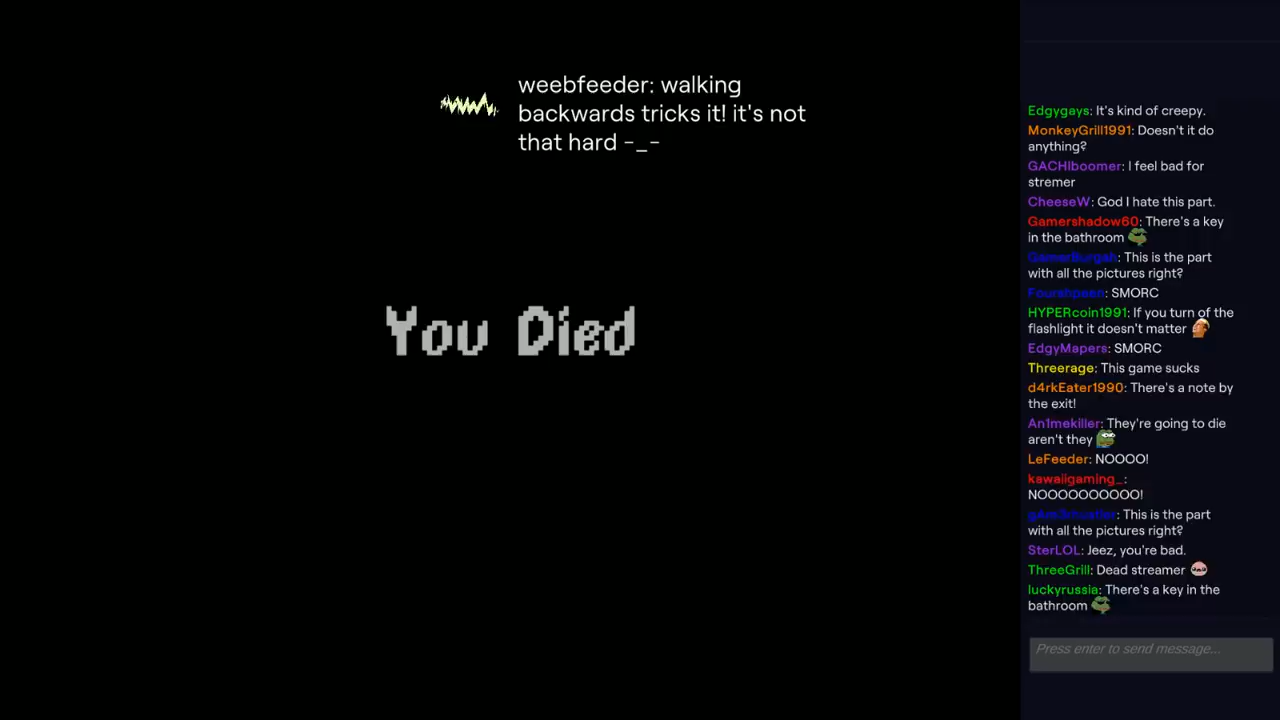 weebfeeder: walking
backwards tricks it! it's not
that hard -_-
You Died
Edgygays: It's kind of creepy.
MonkeyGrill1991: Doesn't it do
anything?
GACHIboomer: I feel bad for
stremer
CheeseW: God I hate this part.
Gamershadow60: There's a key
in the bathroom
GamerBurgah: This is the part
with all the pictures right?
Fourahpeen: SMORC
HYPERcoin1991: If you turn of the
flashlight it doesn't matter
EdgyMapers: SMORC
Threerage: This game sucks
d4rkEater1990: There's a note by
the exit!
An1mekiller: They're going to die
aren't they
LeFeeder: NOOOO!
kawaiigaming_:
NOOOOOOOOOO!
: This is the part
with all the pictures right?
SterLOL: Jeez, you're bad.
ThreeGrill: Dead streamer
luckyrussia: There's a key in the
bathroom
Press enter to send message...